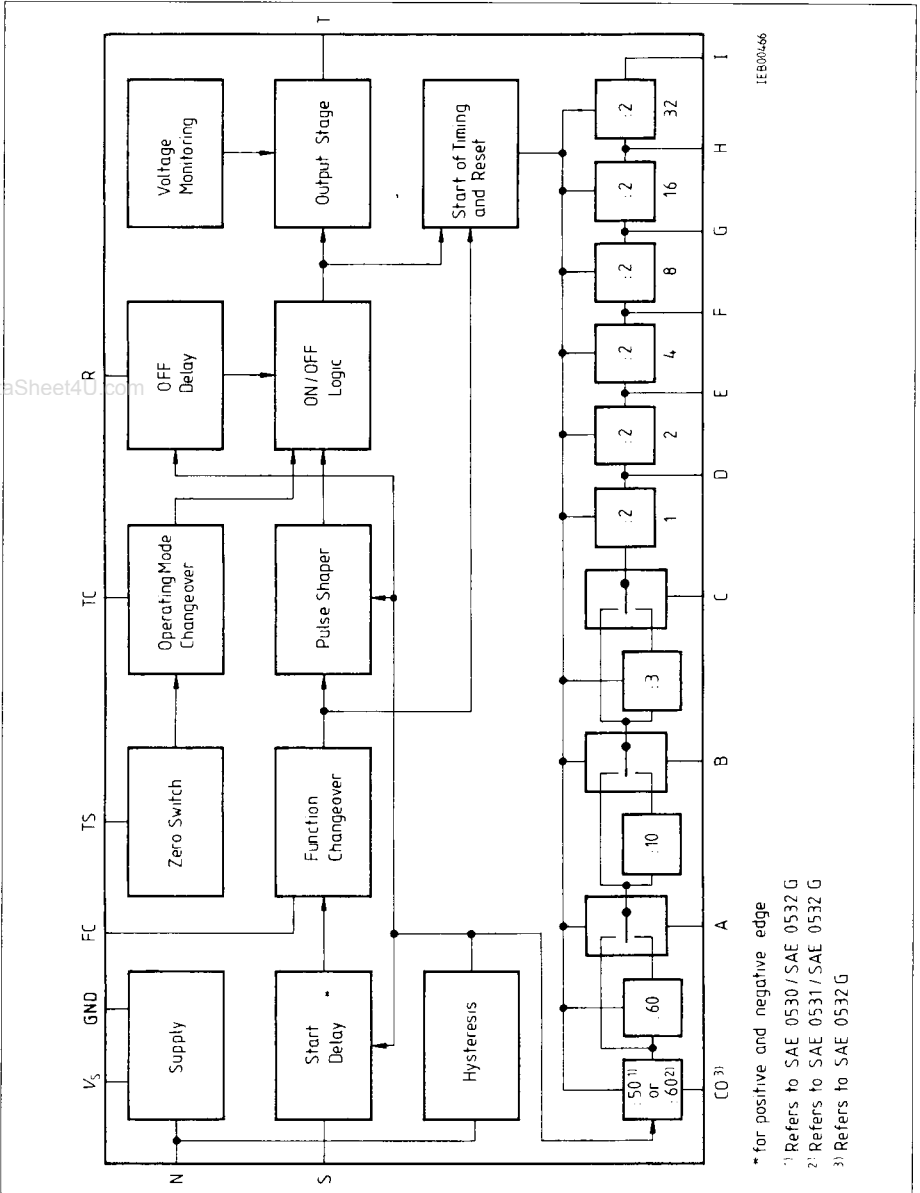 N
S
V_S
GND
FC
TS
TC
R
T
Supply
Zero Switch
Operating Mode
Changeover
OFF
Delay
Voltage
Monitoring
Start
Delay *
Function
Changeover
Pulse Shaper
ON / OFF
Logic
Output Stage
Hysteresis
Start of Timing
and Reset
:50 1)
or
:60 2)
:60
:10
:3
:2
:2
:2
:2
:2
:2
1
2
4
8
16
32
CO 3)
A
B
C
D
E
F
G
H
I
IEB00466
* for positive and negative edge
1) Refers to SAE 0530 / SAE 0532 G
2) Refers to SAE 0531 / SAE 0532 G
3) Refers to SAE 0532 G
aSheet4U.com